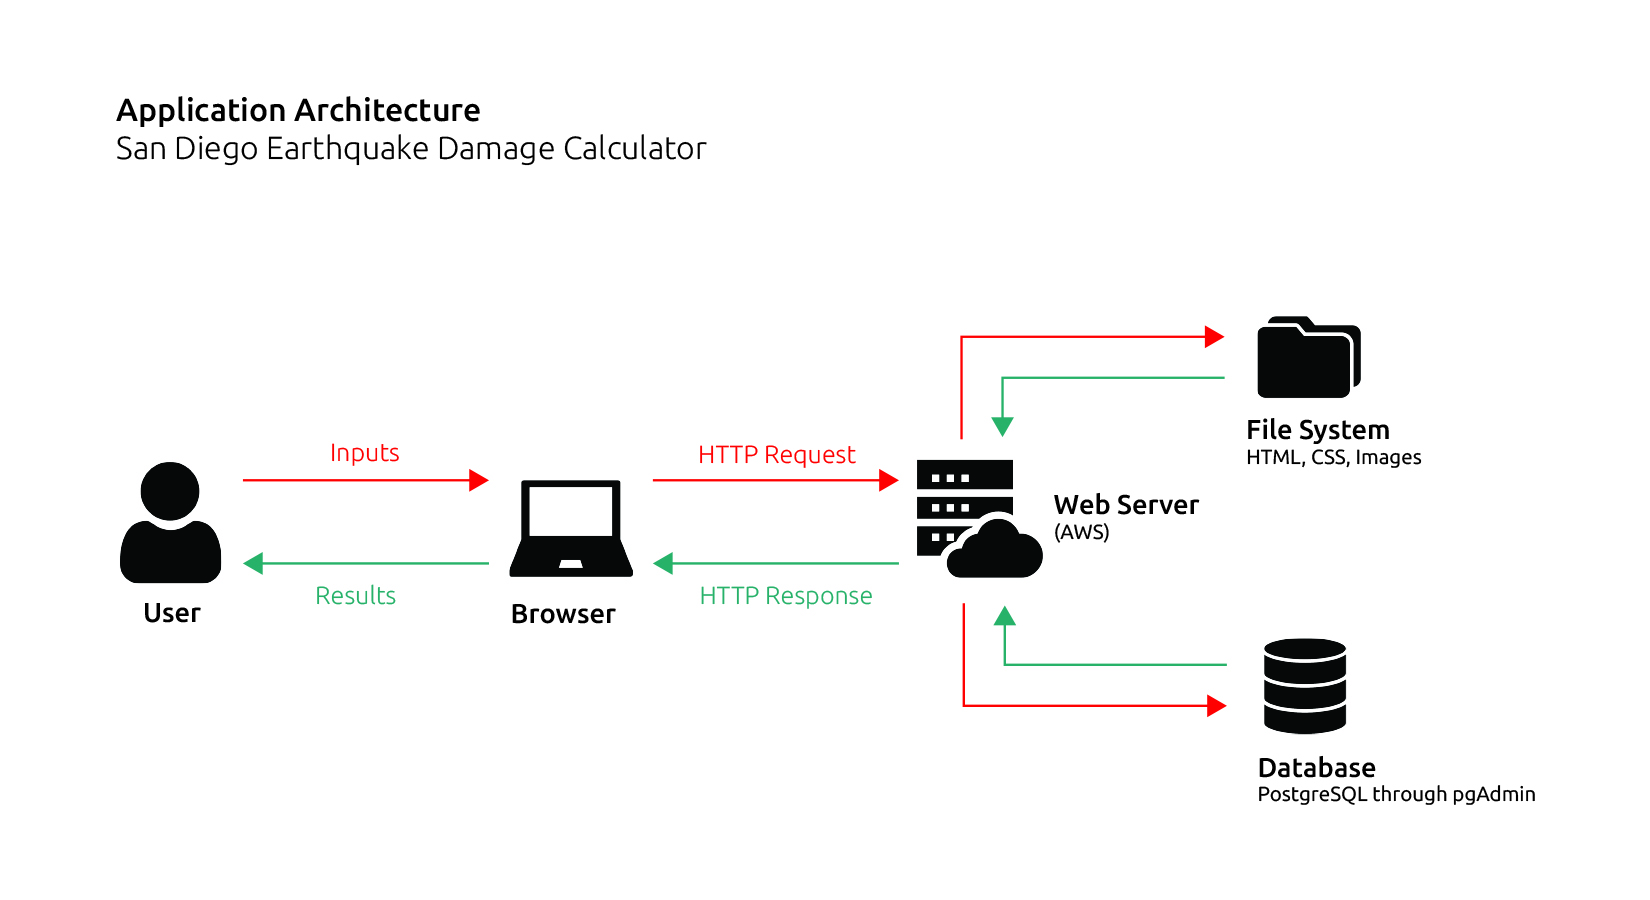 Application Architecture
San Diego Earthquake Damage Calculator
Inputs
HTTP Request
File System
HTML, CSS, Images
Web Server
(AWS)
Results
HTTP Response
User
Browser
Database
PostgreSQL through pgAdmin